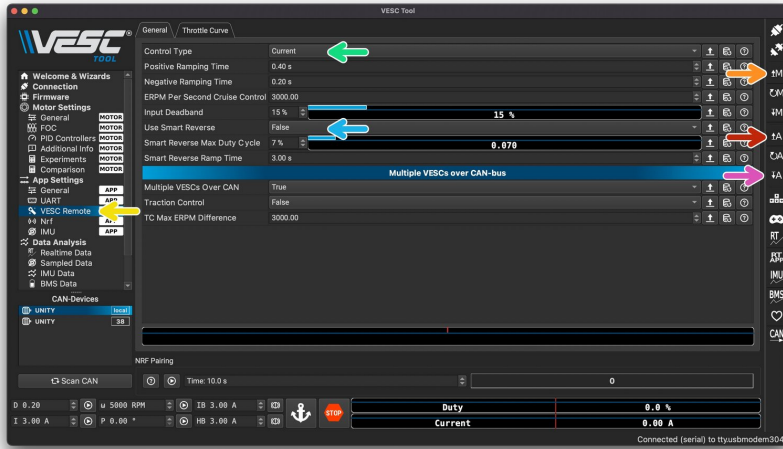 VESC Tool
VESC®
TOOL
General Throttle Curve
Control Type Current
Positive Ramping Time 0.40 s
Negative Ramping Time 0.20 s
ERPM Per Second Cruise Control 3000.00
Input Deadband 15 % 15 %
Use Smart Reverse False
Smart Reverse Max Duty Cycle 7 % 0.070
Smart Reverse Ramp Time 3.00 s
Multiple VESCs over CAN-bus
Multiple VESCs Over CAN True
Traction Control False
TC Max ERPM Difference 3000.00
Welcome & Wizards
Connection
Firmware
Motor Settings
General MOTOR
FOC MOTOR
PID Controllers MOTOR
Additional Info MOTOR
Experiments MOTOR
Comparison MOTOR
App Settings
General APP
UART APP
VESC Remote
Nrf APP
IMU APP
Data Analysis
Realtime Data
Sampled Data
IMU Data
BMS Data
CAN-Devices
UNITY local
UNITY 38
Scan CAN
NRF Pairing
Time: 10.0 s 0
D 0.20 ω 5000 RPM IB 3.00 A
I 3.00 A P 0.00 ° HB 3.00 A
STOP
Duty 0.0 %
Current 0.00 A
Connected (serial) to tty.usbmodem304
M
M
M
A
A
A
RT
RT
APP
IMU
BMS
CAN